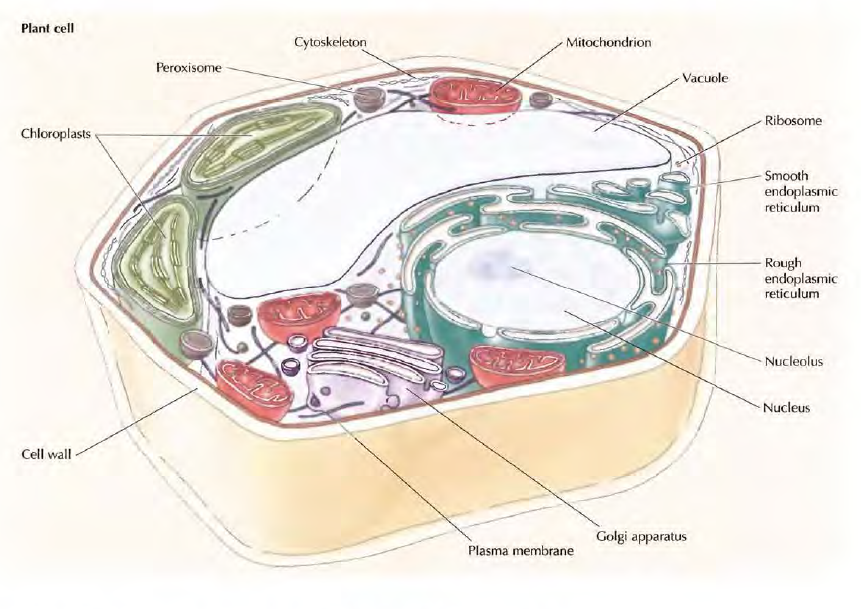 Plant cell
Cytoskeleton
Mitochondrion
Peroxisome
Vacuole
Chloroplasts
Ribosome
Smooth
endoplasmic
reticulum
Rough
endoplasmic
reticulum
Nucleolus
Nucleus
Cell wall
Golgi apparatus
Plasma membrane